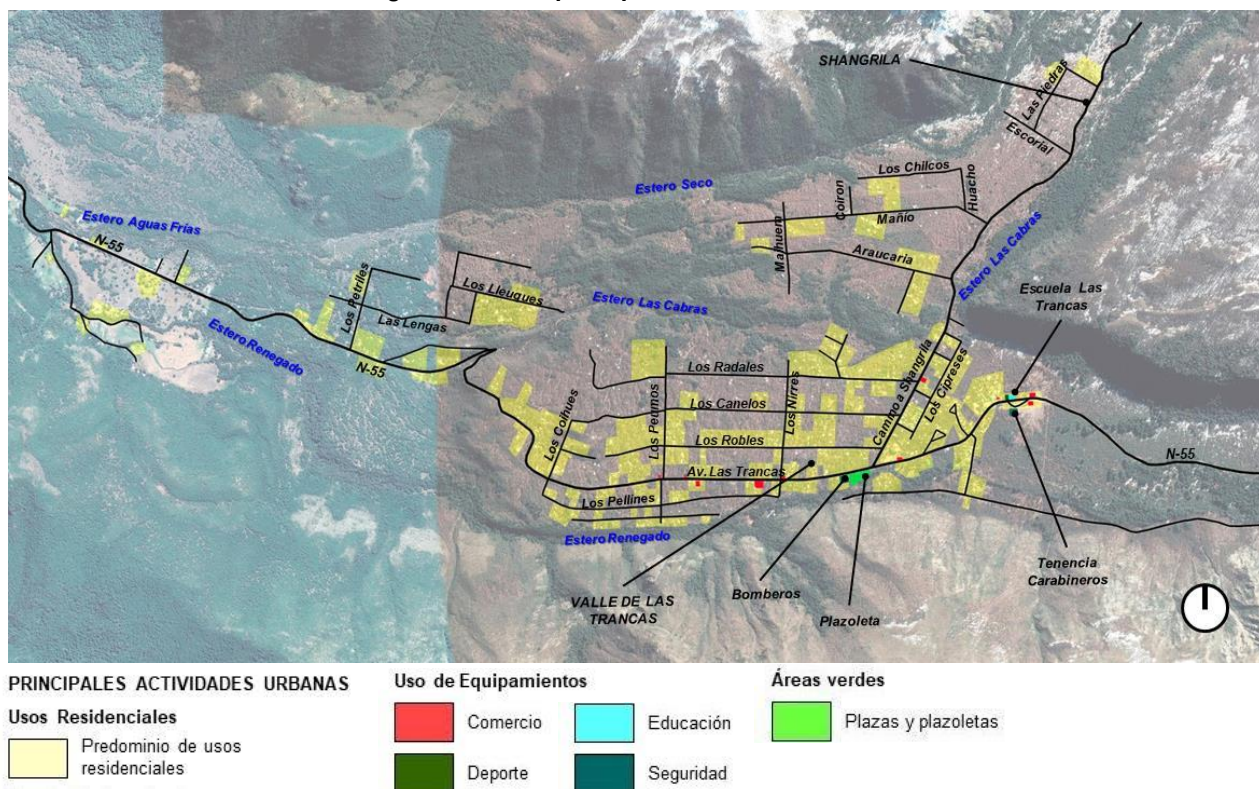 SHANGRILA
Las Piedras
Escorial
Los Chilcos
Huacho
Estero Seco
Coiron
Mañío
Maihuen
Araucaria
Estero Aguas Frías
N-55
Estero Las Cabras
Escuela Las
Trancas
Los Lleuques
Los Petriles
Las Lengas
Estero Las Cabras
Estero Renegado
N-55
Los Radales
Camino a Shangrila
Los Cipreses
Los Canelos
Los Ñirres
Los Coihues
Los Peumos
Los Robles
N-55
Av. Las Trancas
Los Pellines
Estero Renegado
VALLE DE LAS
TRANCAS
Bomberos
Plazoleta
Tenencia
Carabineros
PRINCIPALES ACTIVIDADES URBANAS
Usos Residenciales
Predominio de usos
residenciales
Uso de Equipamientos
Comercio
Educación
Deporte
Seguridad
Áreas verdes
Plazas y plazoletas